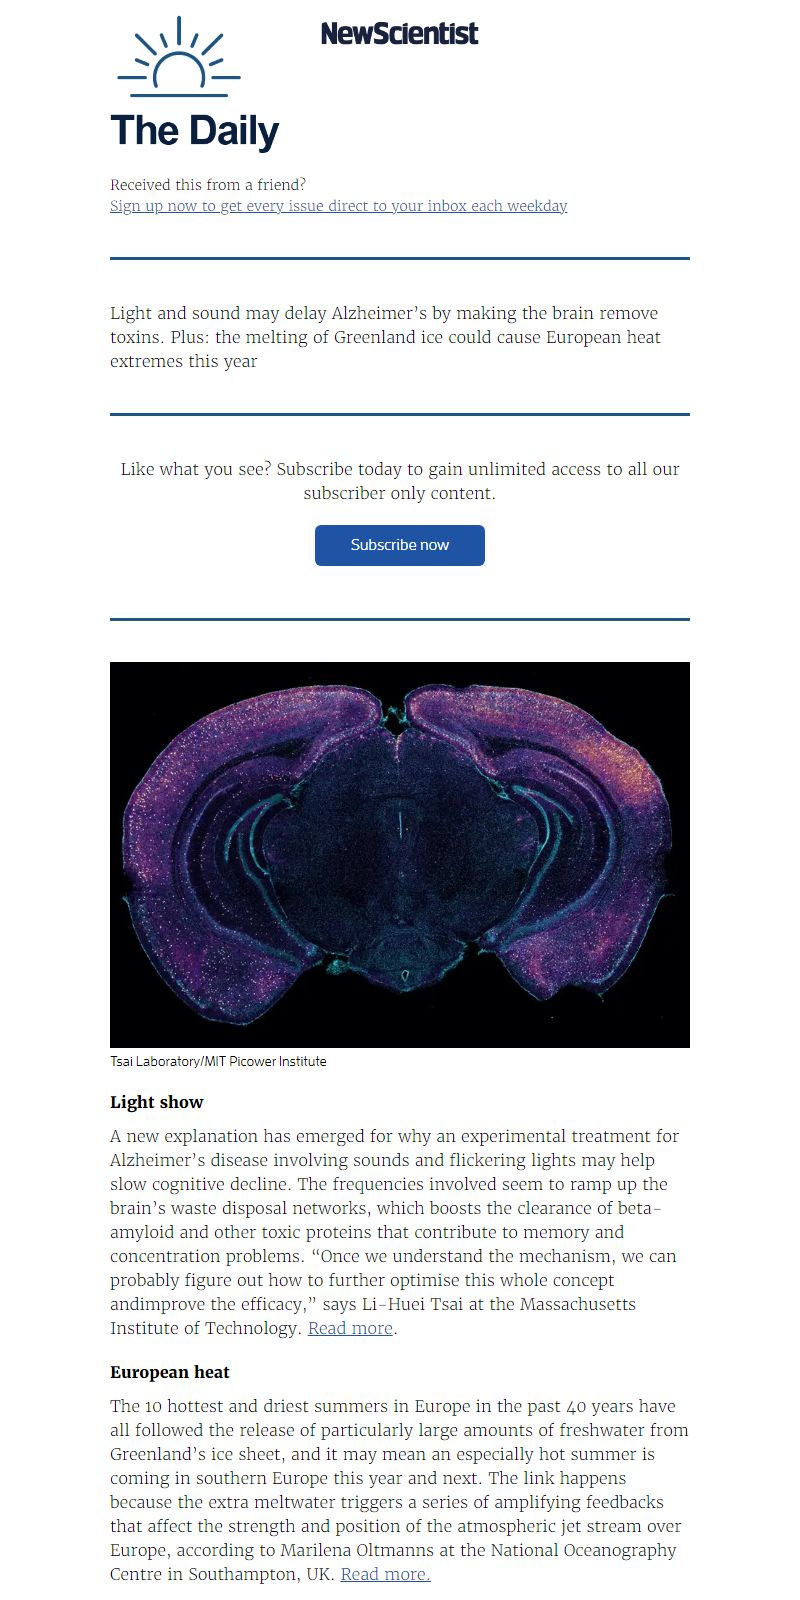 NewScientist
The Daily
Received this from a friend?
Sign up now to get every issue direct to your inbox each weekday
Light and sound may delay Alzheimer’s by making the brain remove
toxins. Plus: the melting of Greenland ice could cause European heat
extremes this year
Like what you see? Subscribe today to gain unlimited access to all our
subscriber only content.
Subscribe now
Tsai Laboratory/MIT Picower Institute
Light show
A new explanation has emerged for why an experimental treatment for
Alzheimer’s disease involving sounds and flickering lights may help
slow cognitive decline. The frequencies involved seem to ramp up the
brain’s waste disposal networks, which boosts the clearance of beta-
amyloid and other toxic proteins that contribute to memory and
concentration problems. “Once we understand the mechanism, we can
probably figure out how to further optimise this whole concept
andimprove the efficacy,” says Li-Huei Tsai at the Massachusetts
Institute of Technology. Read more.
European heat
The 10 hottest and driest summers in Europe in the past 40 years have
all followed the release of particularly large amounts of freshwater from
Greenland’s ice sheet, and it may mean an especially hot summer is
coming in southern Europe this year and next. The link happens
because the extra meltwater triggers a series of amplifying feedbacks
that affect the strength and position of the atmospheric jet stream over
Europe, according to Marilena Oltmanns at the National Oceanography
Centre in Southampton, UK. Read more.